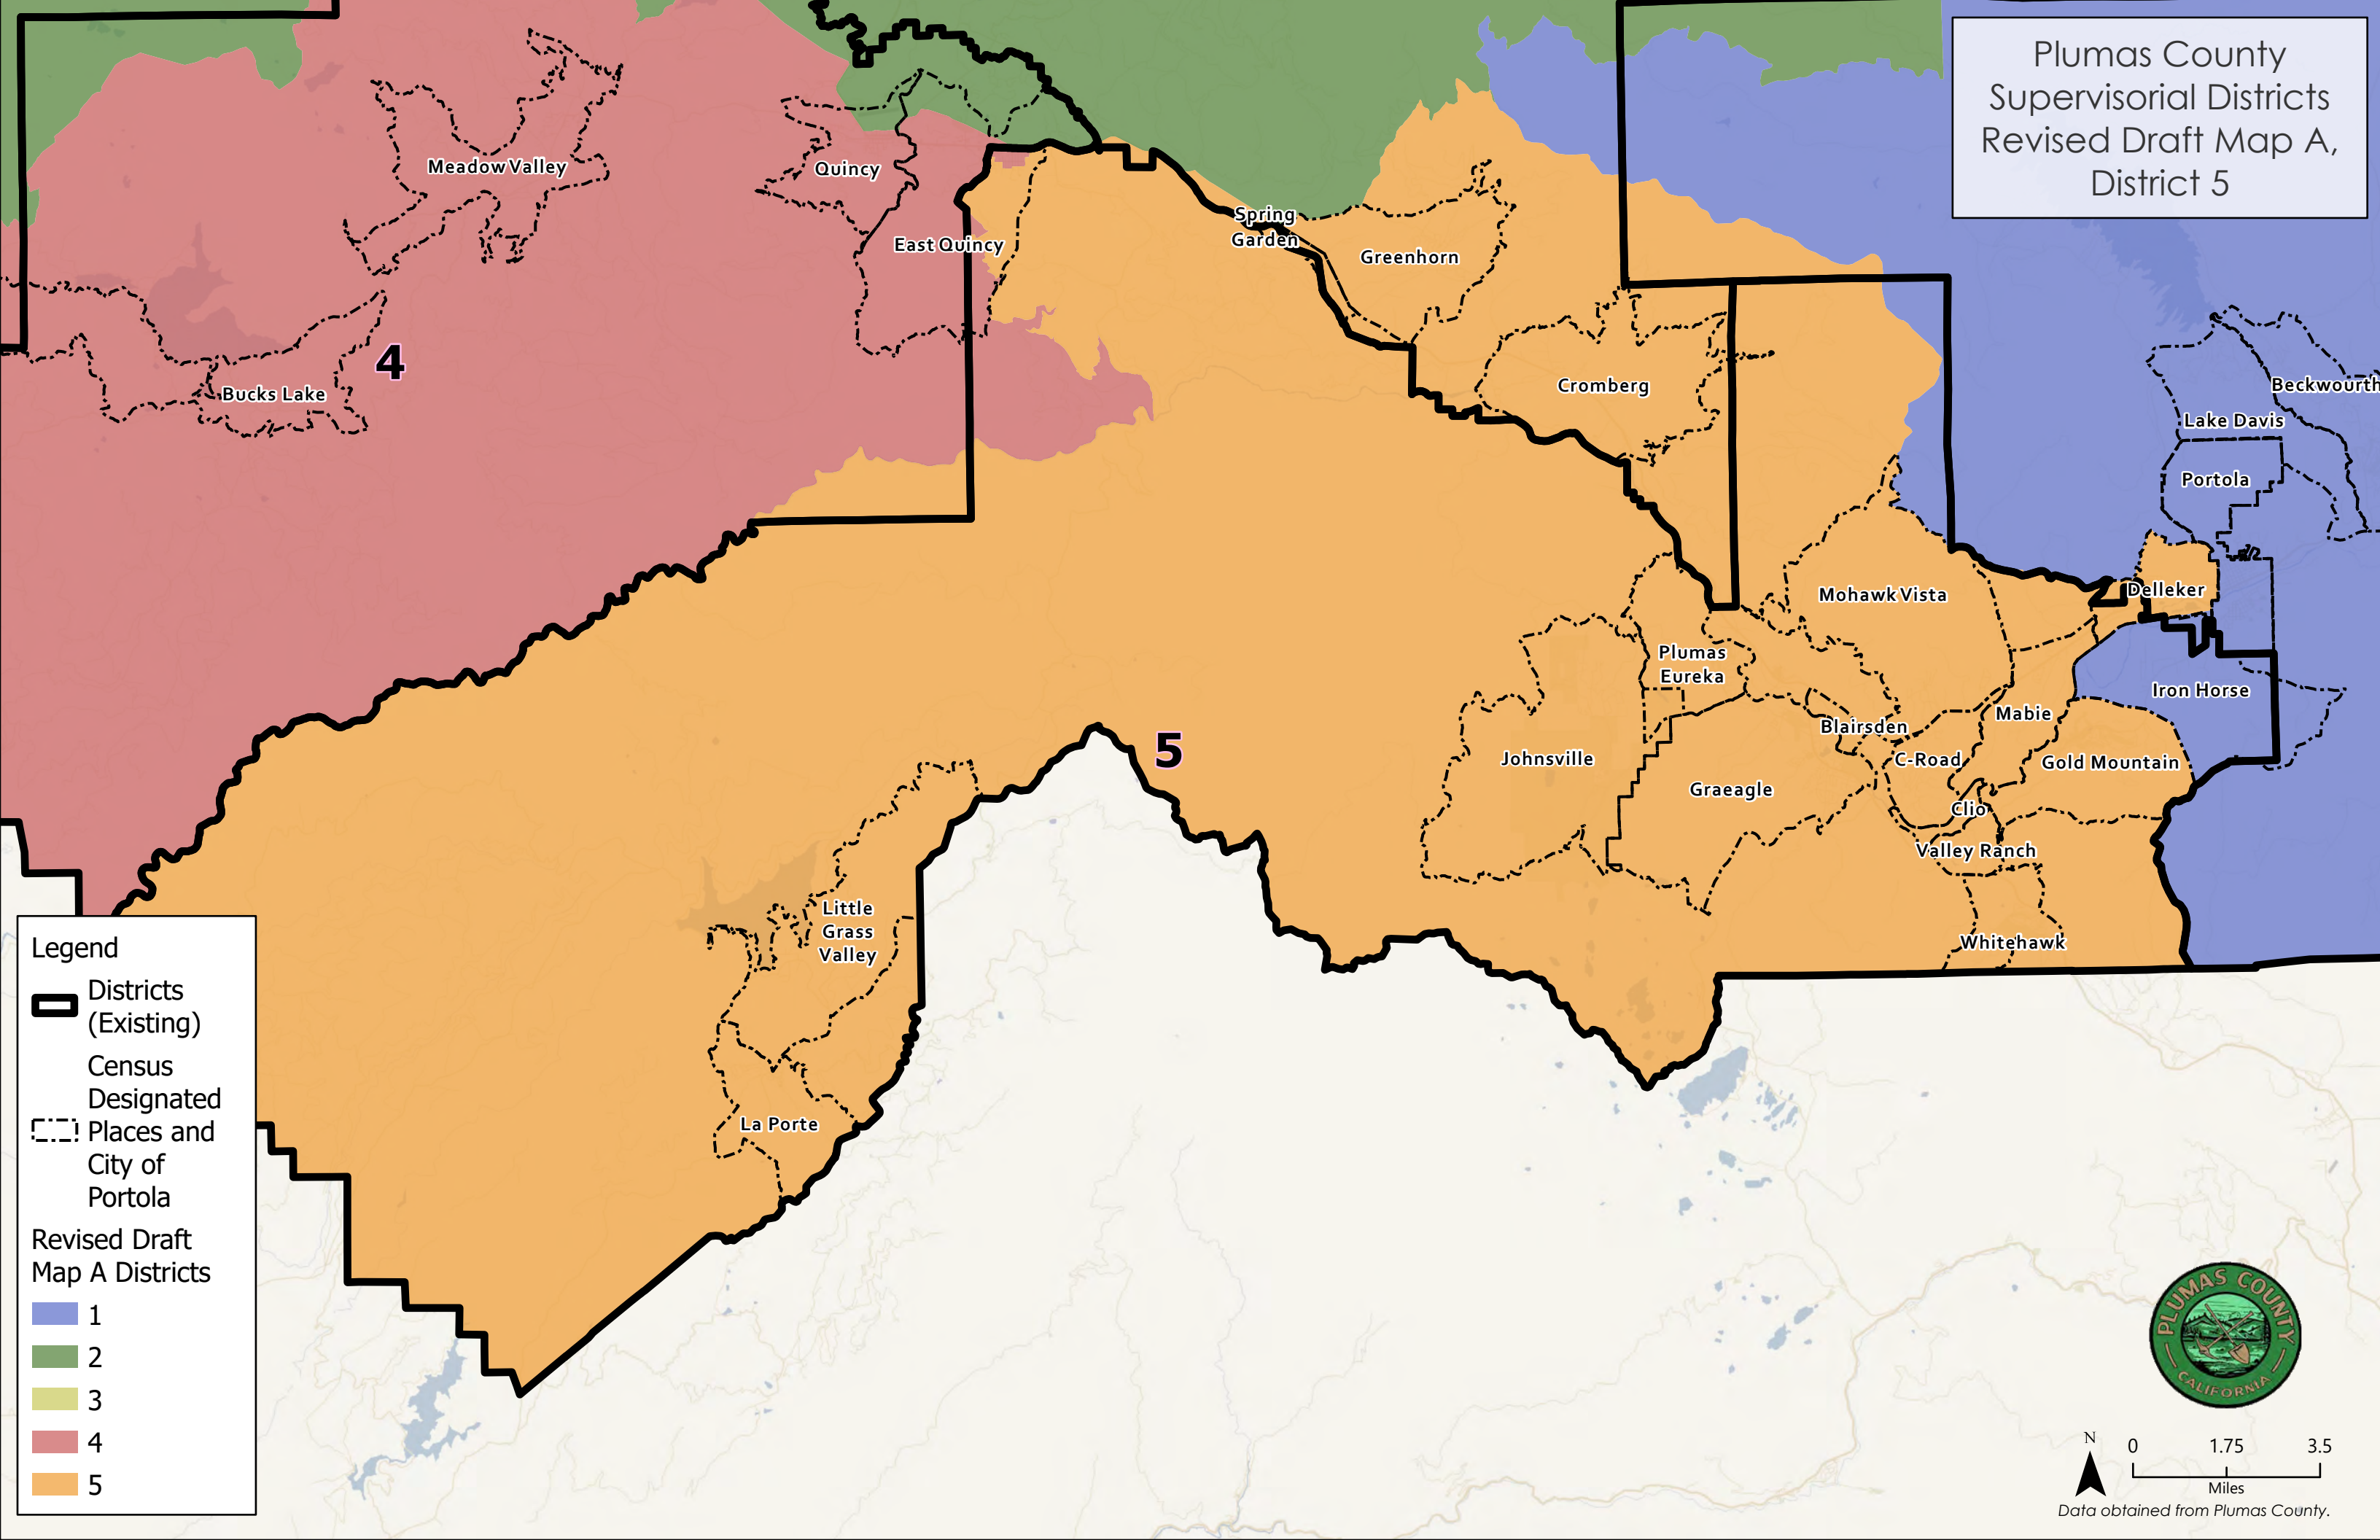 Plumas County
Supervisorial Districts
Revised Draft Map A,
District 5
Meadow Valley
Quincy
East Quincy
Spring
Garden
Greenhorn
4
Bucks Lake
Cromberg
Beckwourth
Lake Davis
Portola
Delleker
Mohawk Vista
Plumas
Eureka
Iron Horse
Mabie
Blairsden
5
Johnsville
C-Road
Gold Mountain
Graeagle
Clio
Valley Ranch
Little
Grass
Valley
Whitehawk
La Porte
Legend
Districts
(Existing)
Census
Designated
Places and
City of
Portola
Revised Draft
Map A Districts
1
2
3
4
5
PLUMAS COUNTY
CALIFORNIA
N
0 1.75 3.5
Miles
Data obtained from Plumas County.